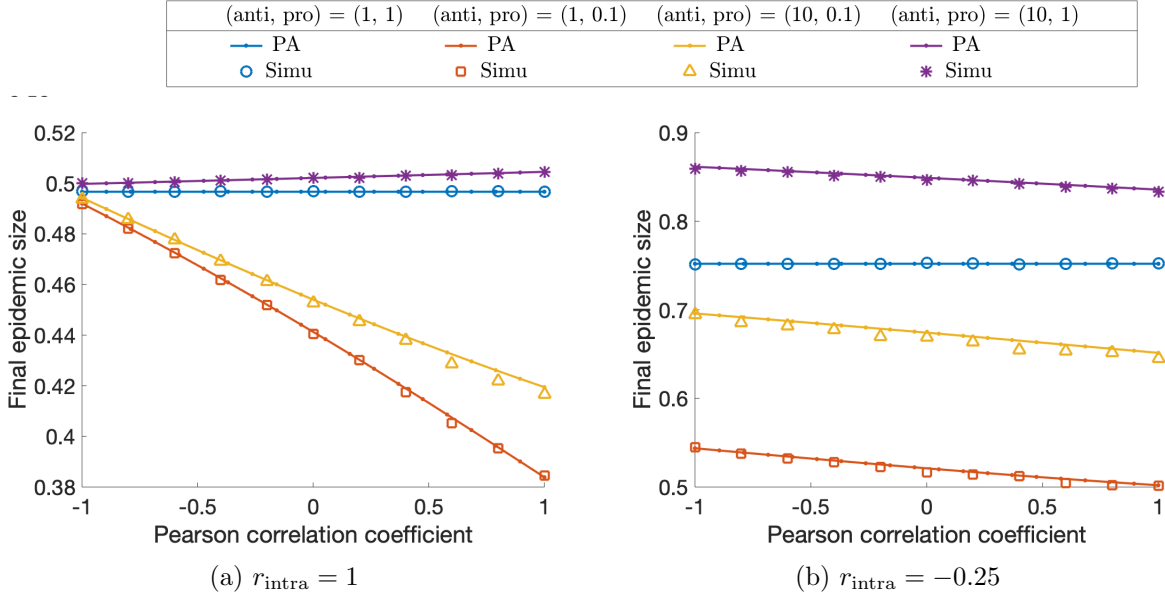 (anti, pro) = (1, 1) (anti, pro) = (1, 0.1) (anti, pro) = (10, 0.1) (anti, pro) = (10, 1)
PA PA PA PA
Simu Simu Simu Simu
0.52
0.5
0.48
0.46
0.44
0.42
0.4
0.38
Final epidemic size
-1 -0.5 0 0.5 1
Pearson correlation coefficient
(a) r_intra = 1
0.9
0.8
0.7
0.6
0.5
Final epidemic size
-1 -0.5 0 0.5 1
Pearson correlation coefficient
(b) r_intra = −0.25